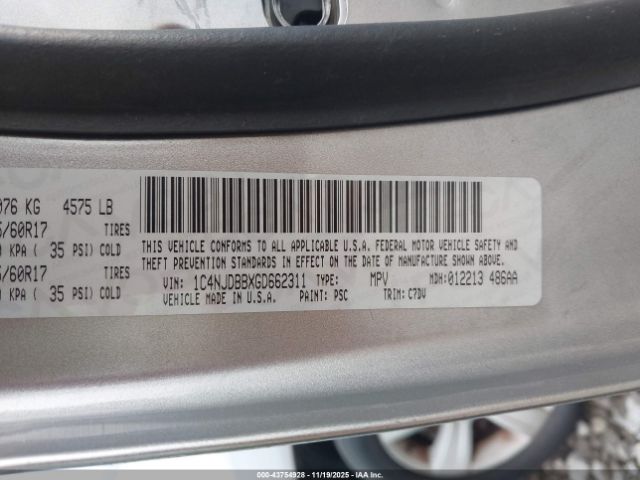 076 KG 4575 LB
/60R17 TIRES
KPA ( 35 PSI) COLD
/60R17 TIRES
KPA ( 35 PSI) COLD
THIS VEHICLE CONFORMS TO ALL APPLICABLE U.S.A. FEDERAL MOTOR VEHICLE SAFETY AND
THEFT PREVENTION STANDARDS IN EFFECT ON THE DATE OF MANUFACTURE SHOWN ABOVE.
VIN: 1C4NJDBBXGD662311 TYPE: MPV MDH:012213 486AA
VEHICLE MADE IN U.S.A. PAINT: PSC TRIM: C7DV
000-43754928 - 11/19/2025 - IAA Inc.